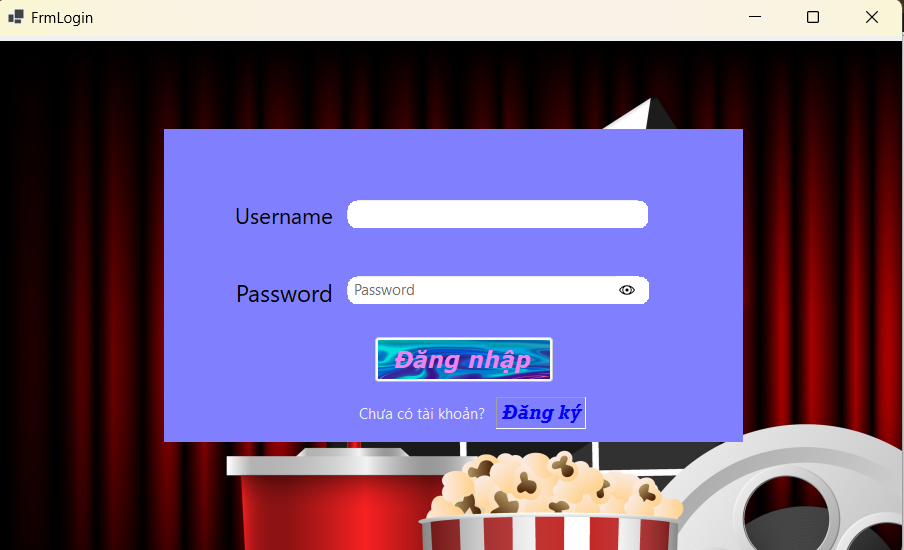 FrmLogin
Username
Password
Password
Đăng nhập
Chưa có tài khoản? Đăng ký